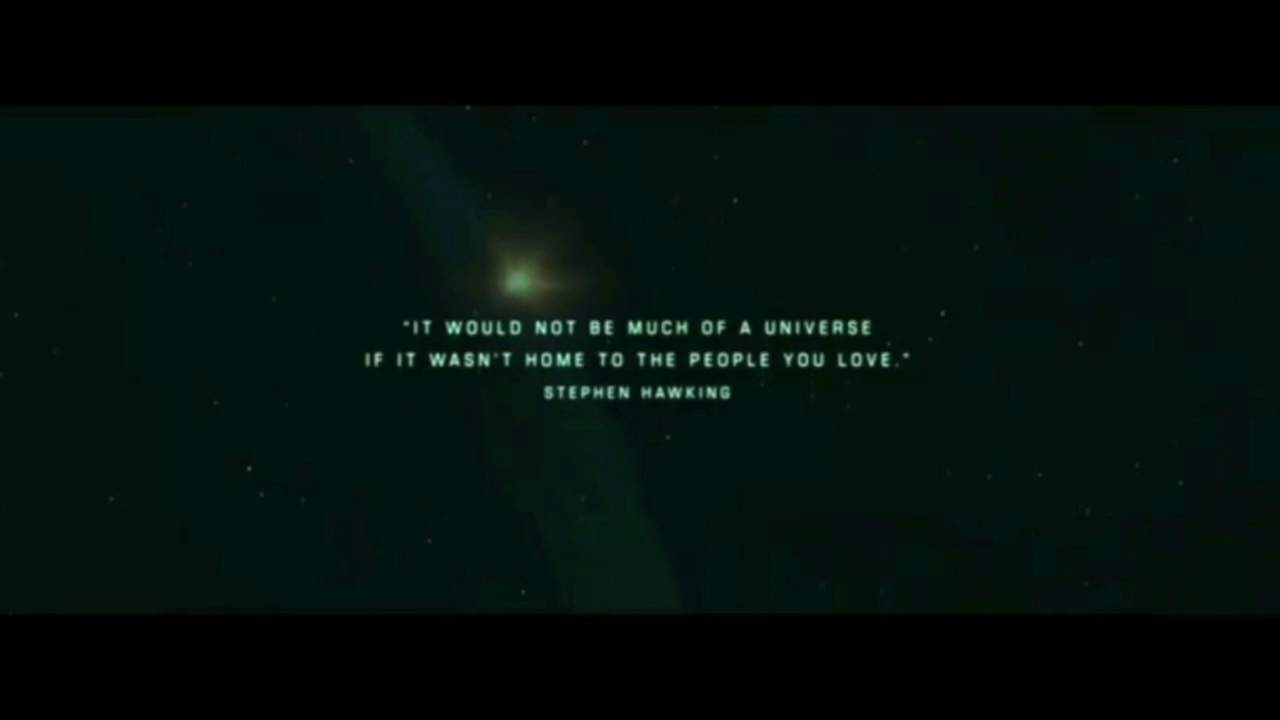 "IT WOULD NOT BE MUCH OF A UNIVERSE
IF IT WASN'T HOME TO THE PEOPLE YOU LOVE."
STEPHEN HAWKING